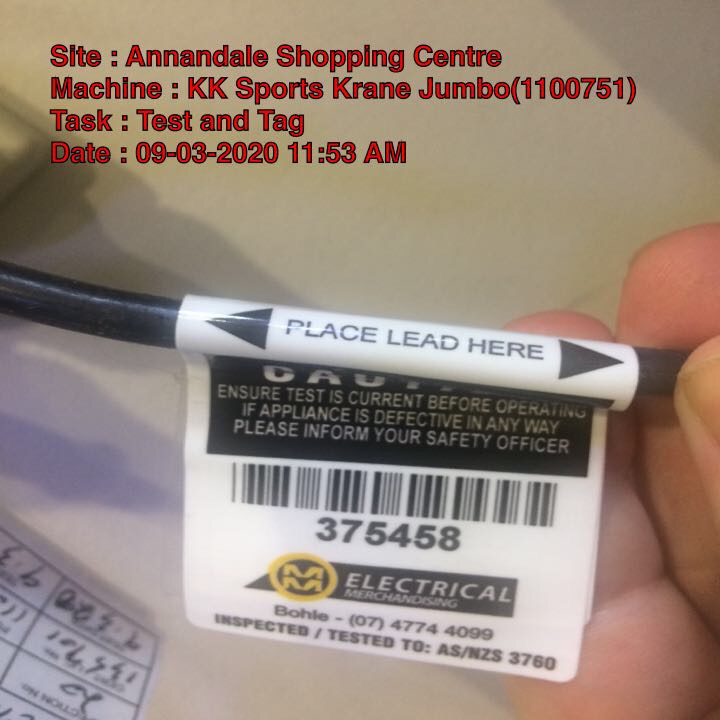 Site : Annandale Shopping Centre
Machine : KK Sports Krane Jumbo(1100751)
Task : Test and Tag
Date : 09-03-2020 11:53 AM
PLACE LEAD HERE
ENSURE TEST IS CURRENT BEFORE OPERATING
IF APPLIANCE IS DEFECTIVE IN ANY WAY
PLEASE INFORM YOUR SAFETY OFFICER
375458
MM ELECTRICAL
MERCHANDISING
Bohle - (07) 4774 4099
INSPECTED / TESTED TO: AS/NZS 3760